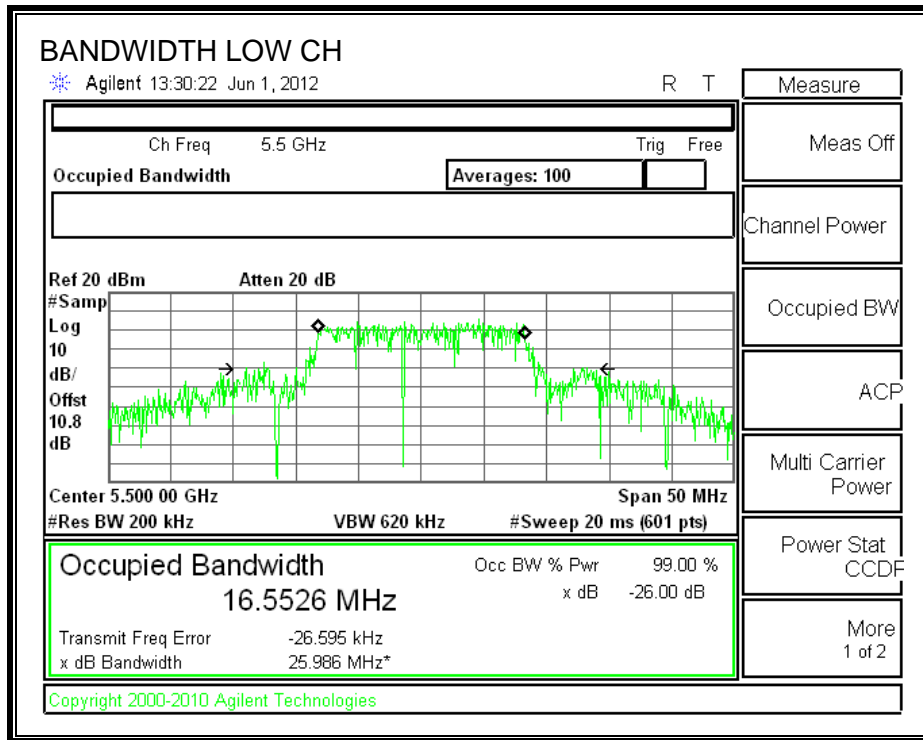 BANDWIDTH LOW CH
Agilent 13:30:22 Jun 1, 2012 R T
Measure
Ch Freq 5.5 GHz Trig Free
Meas Off
Occupied Bandwidth Averages: 100
Channel Power
Ref 20 dBm Atten 20 dB
#Samp
Log
10
dB/
Offst
10.8
dB
Occupied BW
ACP
Multi Carrier
Power
Center 5.500 00 GHz Span 50 MHz
#Res BW 200 kHz VBW 620 kHz #Sweep 20 ms (601 pts)
Power Stat
CCDF
Occupied Bandwidth Occ BW % Pwr 99.00 %
16.5526 MHz x dB -26.00 dB
Transmit Freq Error -26.595 kHz
x dB Bandwidth 25.986 MHz*
More
1 of 2
Copyright 2000-2010 Agilent Technologies